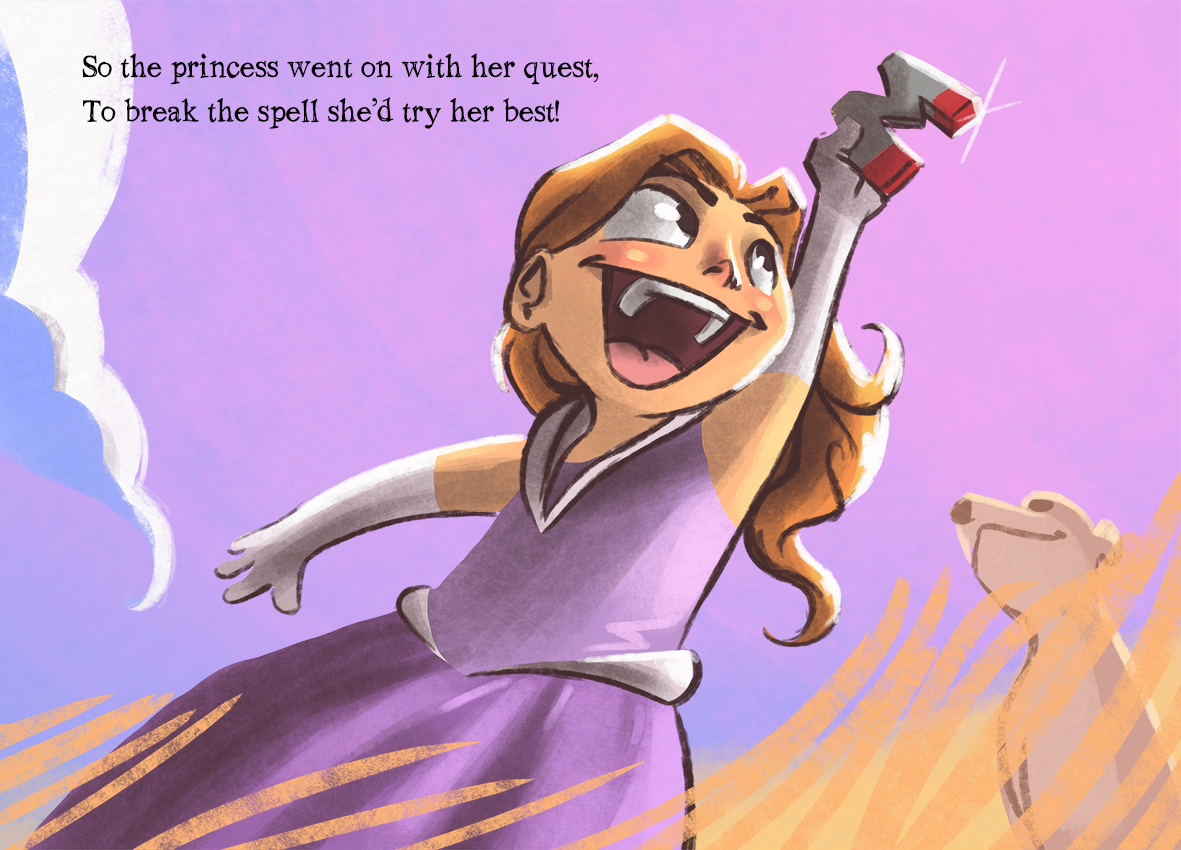 So the princess went on with her quest,
To break the spell she'd try her best!